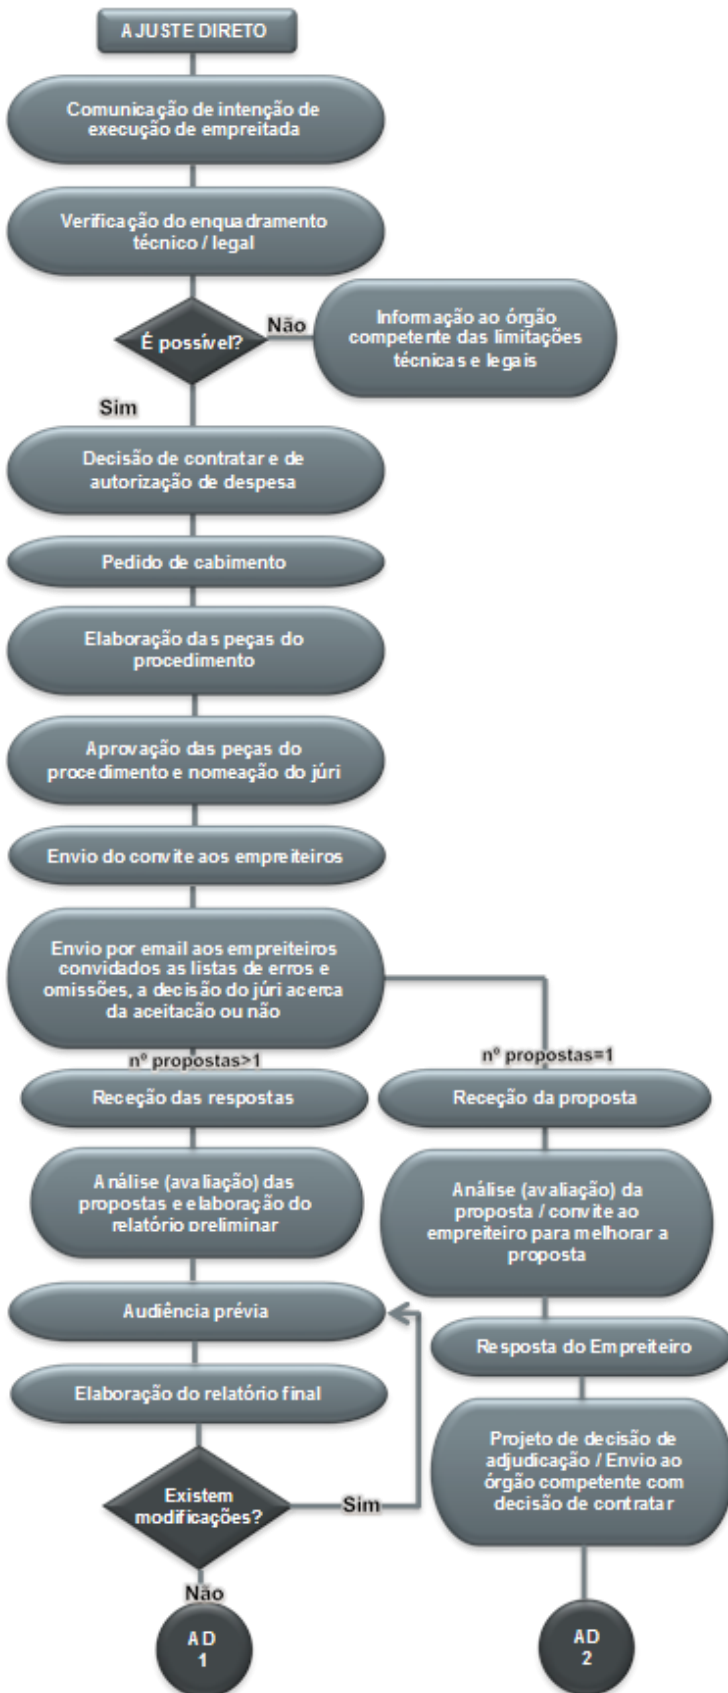 AJUSTE DIRETO
Comunicação de intenção de
execução de empreitada
Verificação do enquadramento
técnico / legal
É possível?
Não
Informação ao órgão
competente das limitações
técnicas e legais
Sim
Decisão de contratar e de
autorização de despesa
Pedido de cabimento
Elaboração das peças do
procedimento
Aprovação das peças do
procedimento e nomeação do júri
Envio do convite aos empreiteiros
Envio por email aos empreiteiros
convidados as listas de erros e
omissões, a decisão do júri acerca
da aceitação ou não
nº propostas>1
Receção das respostas
Análise (avaliação) das
propostas e elaboração do
relatório preliminar
Audiência prévia
Elaboração do relatório final
Existem
modificações?
Sim
Não
AD
1
nº propostas=1
Receção da proposta
Análise (avaliação) da
proposta / convite ao
empreiteiro para melhorar a
proposta
Resposta do Empreiteiro
Projeto de decisão de
adjudicação / Envio ao
órgão competente com
decisão de contratar
AD
2